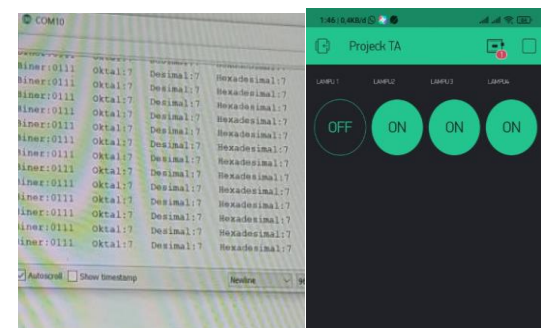 COM10
Biner:0111 Oktal:7 Desimal:7 Hexadesimal:7
Biner:0111 Oktal:7 Desimal:7 Hexadesimal:7
Biner:0111 Oktal:7 Desimal:7 Hexadesimal:7
Biner:0111 Oktal:7 Desimal:7 Hexadesimal:7
Biner:0111 Oktal:7 Desimal:7 Hexadesimal:7
Biner:0111 Oktal:7 Desimal:7 Hexadesimal:7
Biner:0111 Oktal:7 Desimal:7 Hexadesimal:7
Biner:0111 Oktal:7 Desimal:7 Hexadesimal:7
Biner:0111 Oktal:7 Desimal:7 Hexadesimal:7
Biner:0111 Oktal:7 Desimal:7 Hexadesimal:7
Biner:0111 Oktal:7 Desimal:7 Hexadesimal:7
Biner:0111 Oktal:7 Desimal:7 Hexadesimal:7
Autoscroll Show timestamp Newline
1:46 | 0,4KB/d
Projeck TA
LAMPU 1 LAMPU2 LAMPU3 LAMPU4
OFF ON ON ON